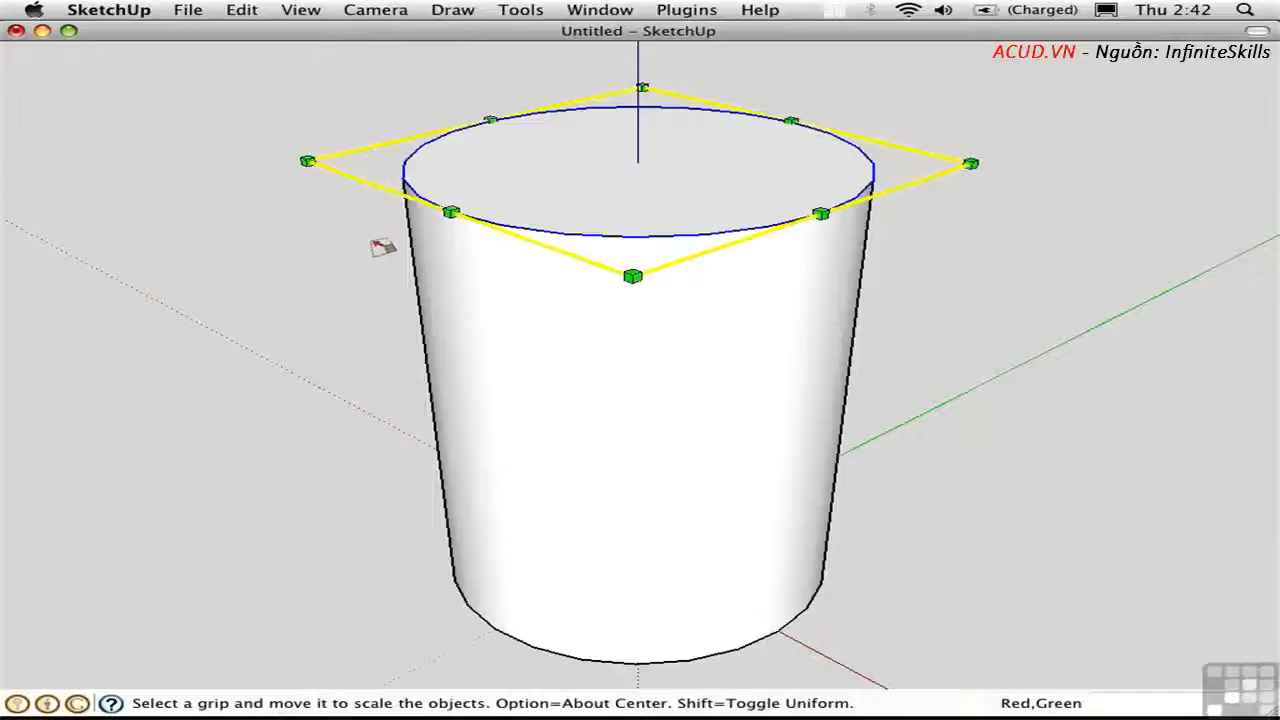 SketchUp File Edit View Camera Draw Tools Window Plugins Help (Charged) Thu 2:42
Untitled – SketchUp
ACUD.VN - Nguồn: InfiniteSkills
Select a grip and move it to scale the objects. Option=About Center. Shift=Toggle Uniform. Red,Green